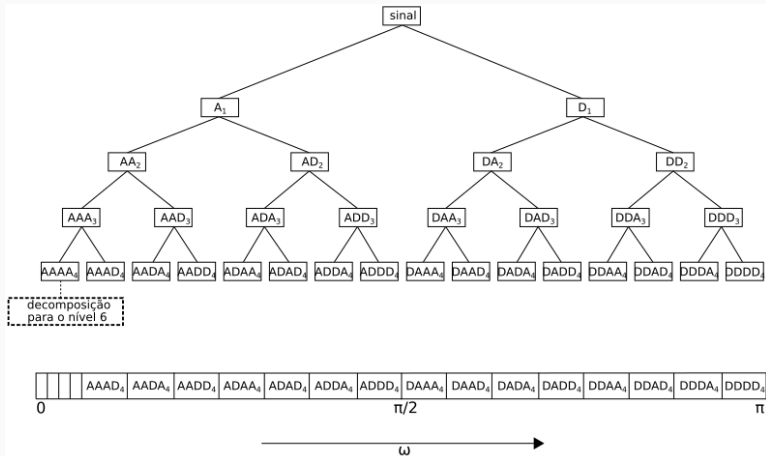 sinal
A₁ D₁
AA₂ AD₂ DA₂ DD₂
AAA₃ AAD₃ ADA₃ ADD₃ DAA₃ DAD₃ DDA₃ DDD₃
AAAA₄ AAAD₄ AADA₄ AADD₄ ADAA₄ ADAD₄ ADDA₄ ADDD₄ DAAA₄ DAAD₄ DADA₄ DADD₄ DDAA₄ DDAD₄ DDDA₄ DDDD₄
decomposição
para o nível 6
AAAD₄ AADA₄ AADD₄ ADAA₄ ADAD₄ ADDA₄ ADDD₄ DAAA₄ DAAD₄ DADA₄ DADD₄ DDAA₄ DDAD₄ DDDA₄ DDDD₄
0 π/2 π
ω